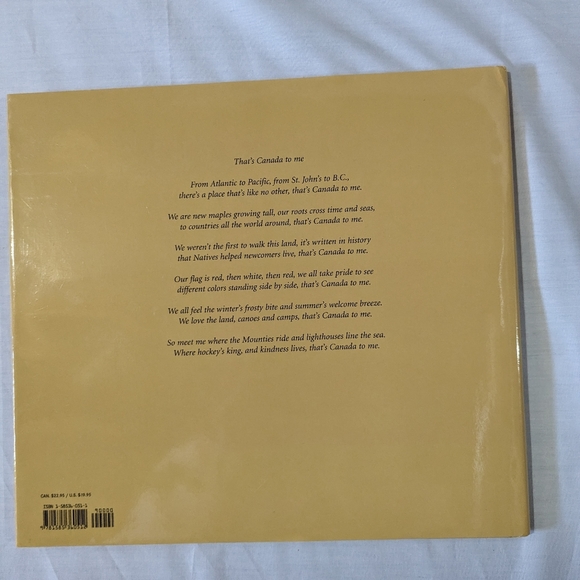 That's Canada to me
From Atlantic to Pacific, from St. John's to B.C.,
there's a place that's like no other, that's Canada to me.
We are new maples growing tall, our roots cross time and seas,
to countries all the world around, that's Canada to me.
We weren't the first to walk this land, it's written in history
that Natives helped newcomers live, that's Canada to me.
Our flag is red, then white, then red, we all take pride to see
different colors standing side by side, that's Canada to me.
We all feel the winter's frosty bite and summer's welcome breeze.
We love the land, canoes and camps, that's Canada to me.
So meet me where the Mounties ride and lighthouses line the sea.
Where hockey's king, and kindness lives, that's Canada to me.
CAN. $22.95 / U.S. $19.95
ISBN
90000